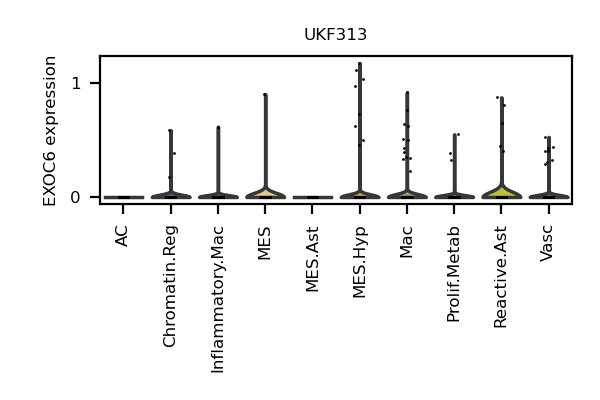 UKF313
EXOC6 expression
1
0
AC
Chromatin.Reg
Inflammatory.Mac
MES
MES.Ast
MES.Hyp
Mac
Prolif.Metab
Reactive.Ast
Vasc